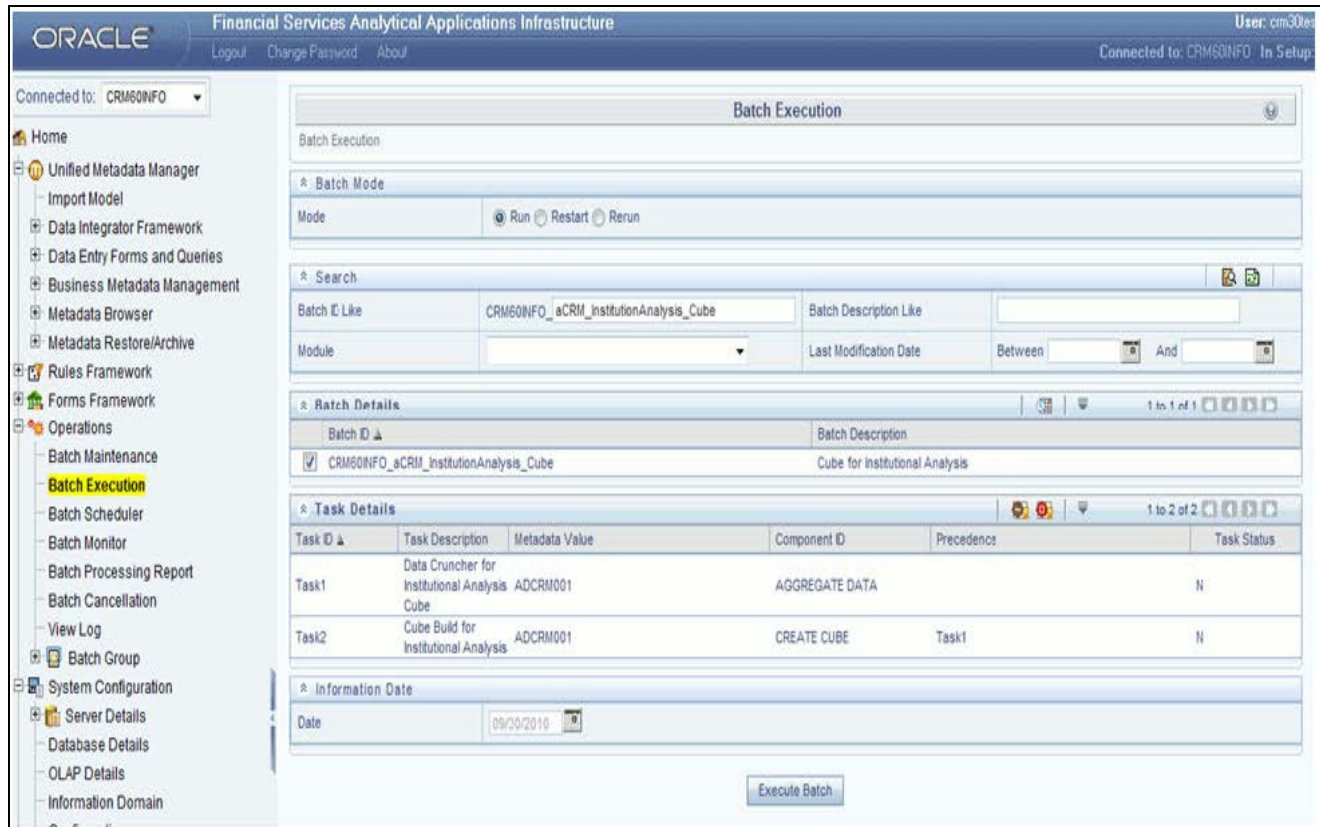 ORACLE
Financial Services Analytical Applications Infrastructure
User: crm30tes
Logout Change Password About
Connected to: CRM60INFO In Setup:
Connected to: CRM60INFO
Home
Unified Metadata Manager
Import Model
Data Integrator Framework
Data Entry Forms and Queries
Business Metadata Management
Metadata Browser
Metadata Restore/Archive
Rules Framework
Forms Framework
Operations
Batch Maintenance
Batch Execution
Batch Scheduler
Batch Monitor
Batch Processing Report
Batch Cancellation
View Log
Batch Group
System Configuration
Server Details
Database Details
OLAP Details
Information Domain
Batch Execution
Batch Execution
Batch Mode
Mode Run Restart Rerun
Search
Batch ID Like CRM60INFO_ aCRM_InstitutionAnalysis_Cube Batch Description Like
Module Last Modification Date Between And
Batch Details 1 to 1 of 1
Batch ID Batch Description
CRM60INFO_aCRM_InstitutionAnalysis_Cube Cube for Institutional Analysis
Task Details 1 to 2 of 2
Task ID Task Description Metadata Value Component ID Precedence Task Status
Task1 Data Cruncher for Institutional Analysis Cube ADCRM001 AGGREGATE DATA N
Task2 Cube Build for Institutional Analysis ADCRM001 CREATE CUBE Task1 N
Information Date
Date 09/30/2010
Execute Batch